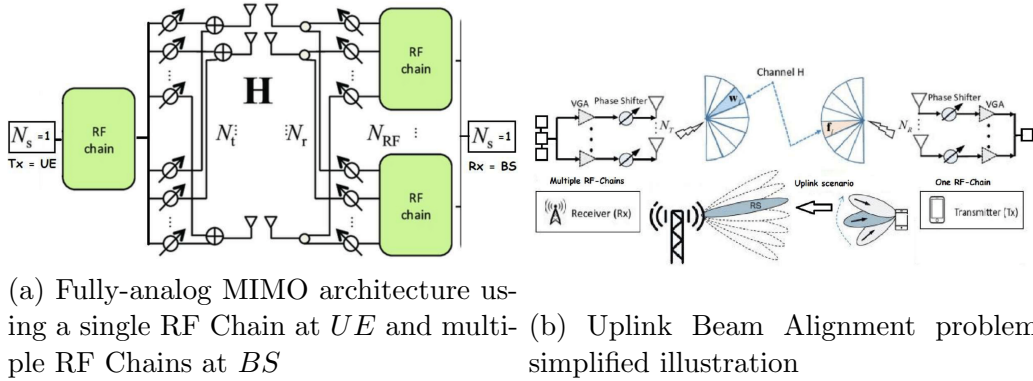 RF
chain
H
RF
chain
N_s =1
Tx = UE
RF
chain
N_t
N_r
N_RF
N_s =1
Rx = BS
(a) Fully-analog MIMO architecture us-
ing a single RF Chain at UE and multi-
ple RF Chains at BS
Channel H
VGA
Phase Shifter
N_T
w
f
N_R
Phase Shifter
VGA
Multiple RF-Chains
Receiver (Rx)
RS
Uplink scenario
One RF-Chain
Transmitter (Tx)
(b) Uplink Beam Alignment problem
simplified illustration